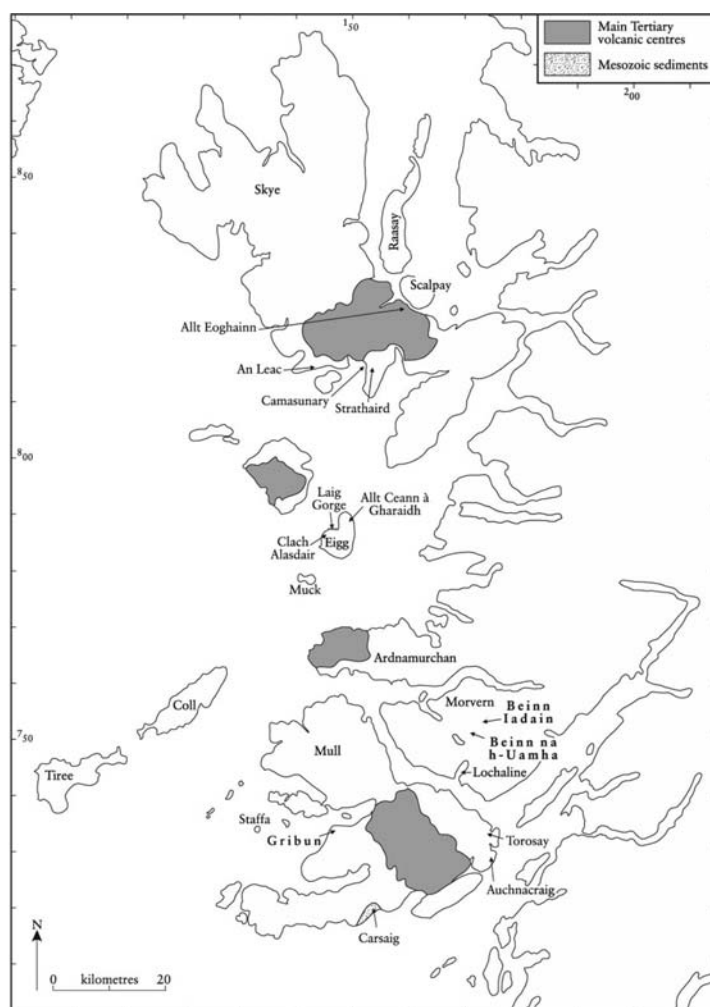 ¹50
Main Tertiary
volcanic centres
Mesozoic sediments
²00
⁸50
Skye
Raasay
Scalpay
Allt Eoghainn
An Leac
Camasunary
Strathaird
⁸00
Laig
Gorge
Allt Ceann à
Gharaidh
Clach
Alasdair
Eigg
Muck
Ardnamurchan
Coll
Morvern
Beinn
Iadain
⁷50
Mull
Beinn na
h-Uamha
Tiree
Lochaline
Staffa
Gribun
Torosay
Auchnacraig
Carsaig
N
0 kilometres 20